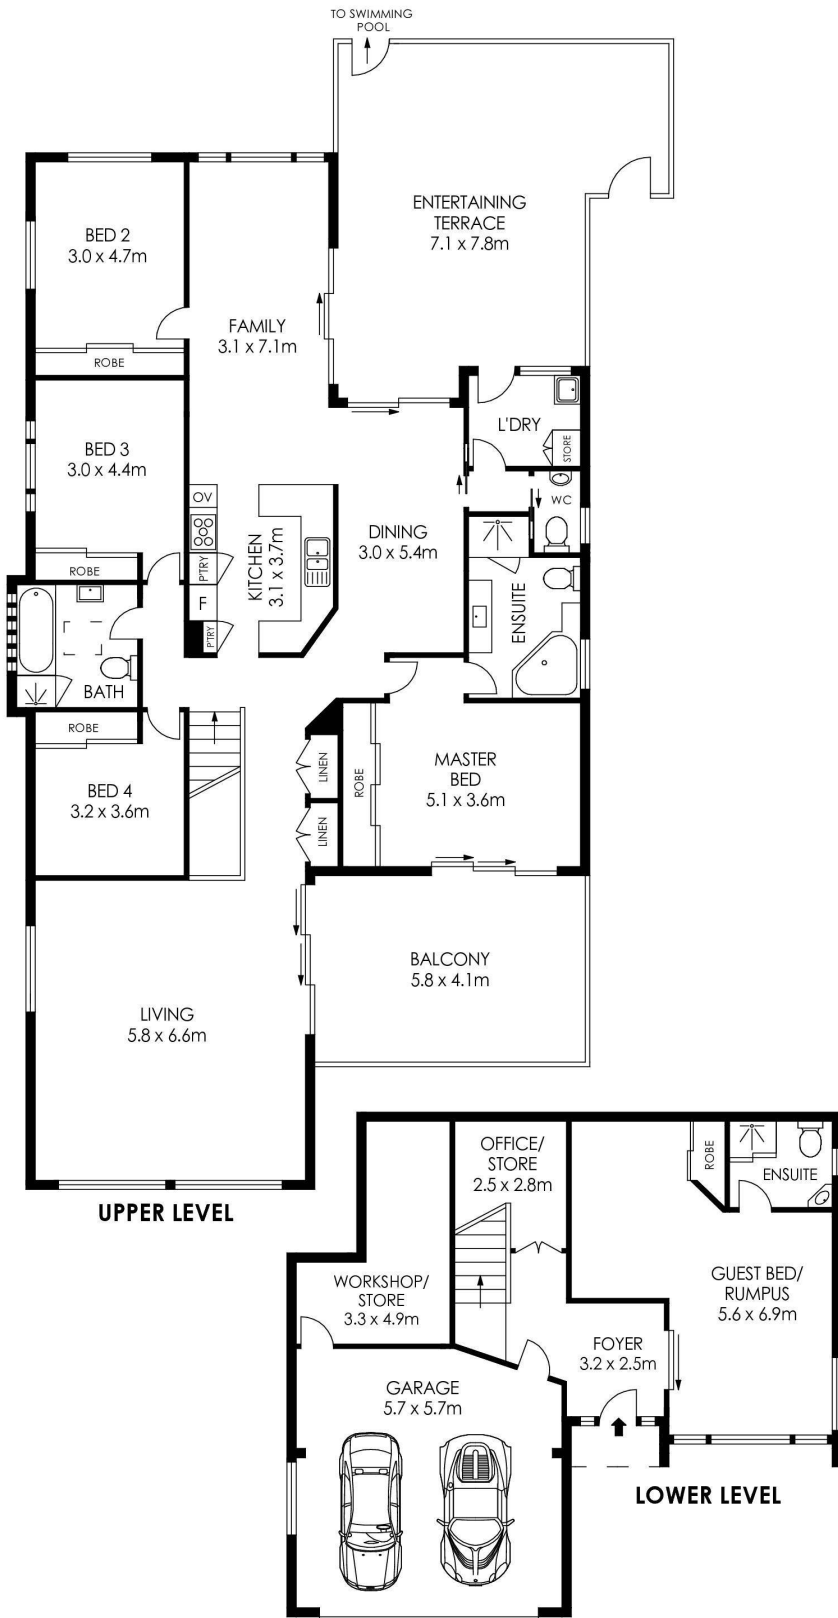 TO SWIMMING
POOL
ENTERTAINING
TERRACE
7.1 x 7.8m
BED 2
3.0 x 4.7m
ROBE
FAMILY
3.1 x 7.1m
BED 3
3.0 x 4.4m
ROBE
L'DRY
STORE
WC
OV
P'TRY
F
P'TRY
KITCHEN
3.1 x 3.7m
DINING
3.0 x 5.4m
ENSUITE
BATH
ROBE
BED 4
3.2 x 3.6m
LINEN
LINEN
ROBE
MASTER
BED
5.1 x 3.6m
BALCONY
5.8 x 4.1m
LIVING
5.8 x 6.6m
UPPER LEVEL
OFFICE/
STORE
2.5 x 2.8m
ROBE
ENSUITE
WORKSHOP/
STORE
3.3 x 4.9m
GUEST BED/
RUMPUS
5.6 x 6.9m
FOYER
3.2 x 2.5m
GARAGE
5.7 x 5.7m
LOWER LEVEL